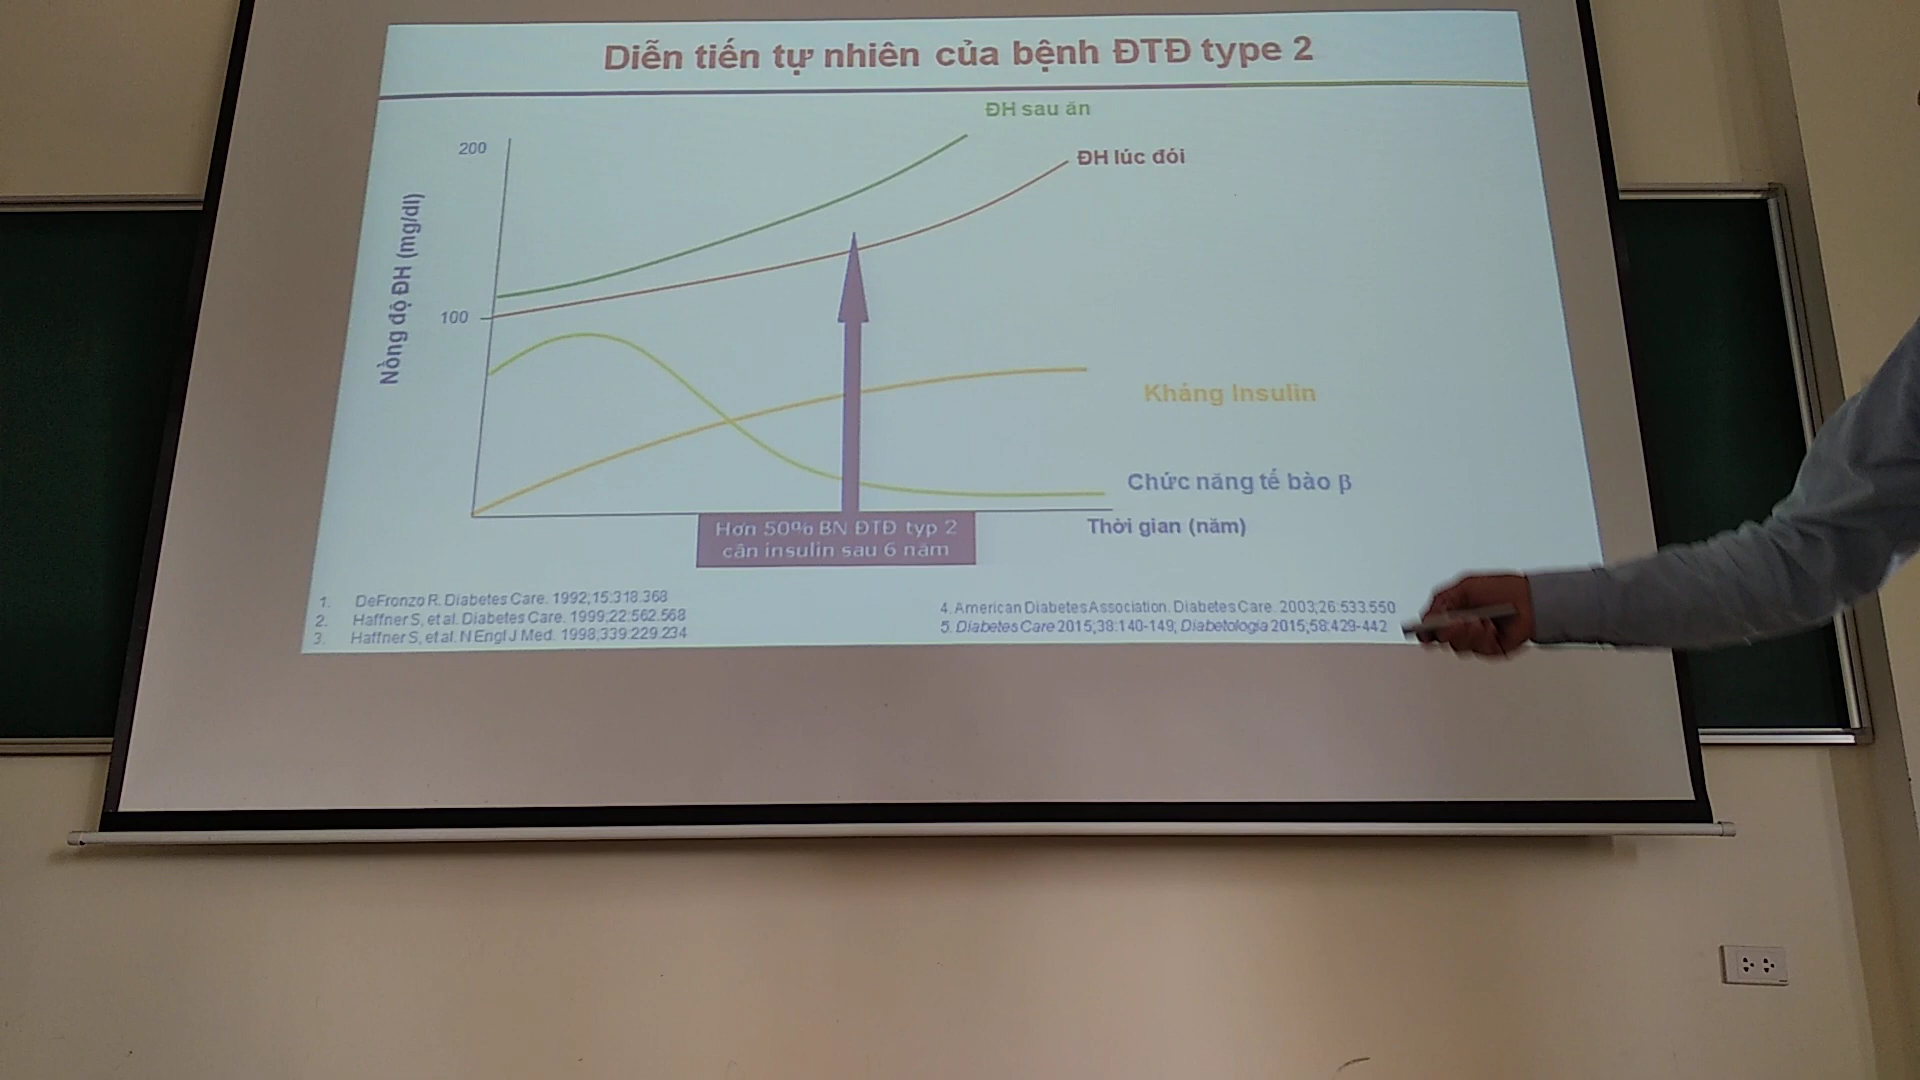 Diễn tiến tự nhiên của bệnh ĐTĐ type 2
ĐH sau ăn
200
ĐH lúc đói
Nồng độ ĐH (mg/dl)
100
Kháng Insulin
Chức năng tế bào β
Thời gian (năm)
Hơn 50% BN ĐTĐ typ 2
cần insulin sau 6 năm
1. DeFronzo R. Diabetes Care. 1992;15:318.368
2. Haffner S, et al. Diabetes Care. 1999;22:562.568
3. Haffner S, et al. N Engl J Med. 1998;339:229.234
4. American Diabetes Association. Diabetes Care. 2003;26:533.550
5. Diabetes Care 2015;38:140-149; Diabetologia 2015;58:429-442